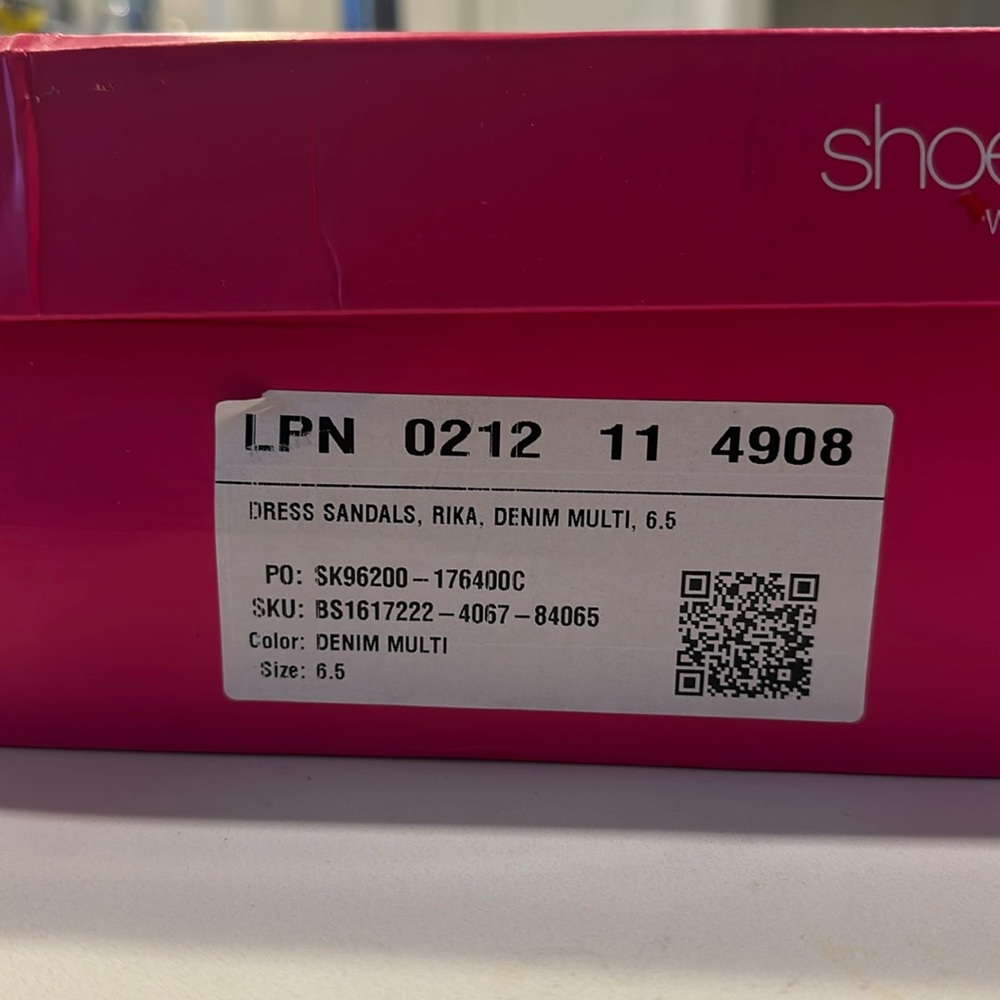 shoe
LPN 0212 11 4908
DRESS SANDALS, RIKA, DENIM MULTI, 6.5
PO: SK96200-176400C
SKU: BS1617222-4067-84065
Color: DENIM MULTI
Size: 6.5